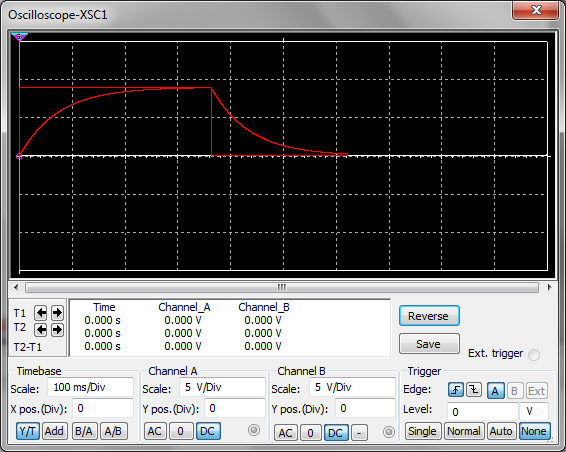 Oscilloscope-XSC1
T1
T2
T2-T1
Time Channel_A Channel_B
0.000 s 0.000 V 0.000 V
0.000 s 0.000 V 0.000 V
0.000 s 0.000 V 0.000 V
Reverse
Save
Ext. trigger
Timebase
Scale: 100 ms/Div
X pos.(Div): 0
Y/T Add B/A A/B
Channel A
Scale: 5 V/Div
Y pos.(Div): 0
AC 0 DC
Channel B
Scale: 5 V/Div
Y pos.(Div): 0
AC 0 DC -
Trigger
Edge: A B Ext
Level: 0 V
Single Normal Auto None